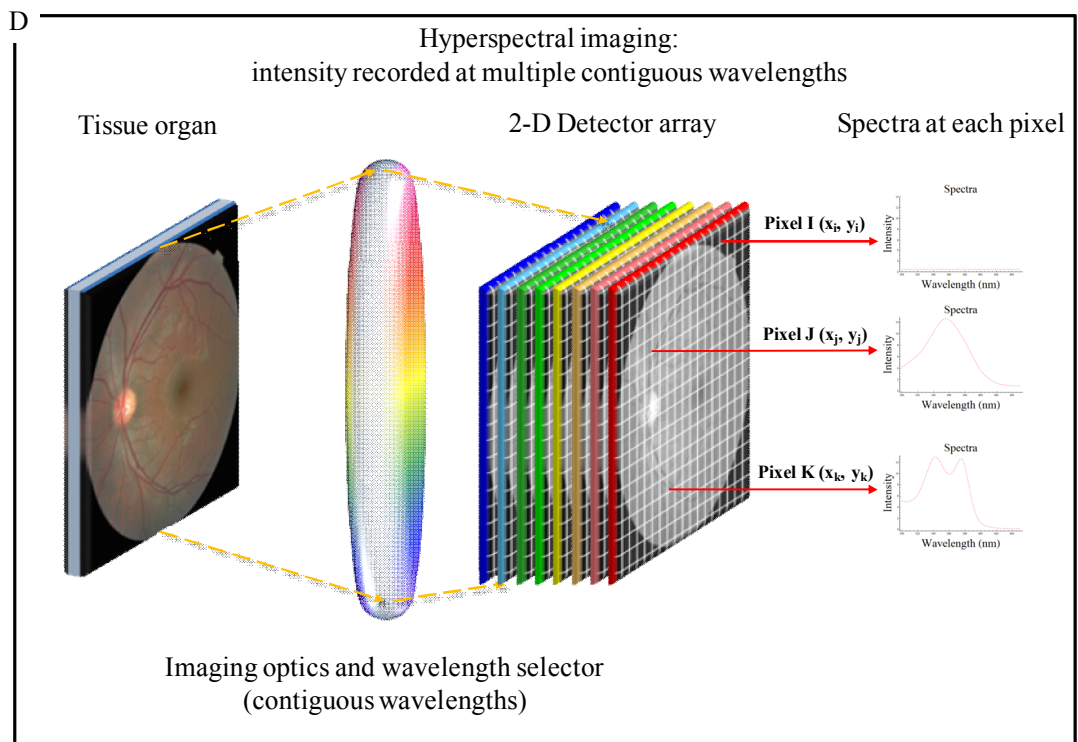 D
Hyperspectral imaging:
intensity recorded at multiple contiguous wavelengths
Tissue organ
2-D Detector array
Spectra at each pixel
Spectra
Intensity
Wavelength (nm)
Pixel I (xi, yi)
Spectra
Intensity
Wavelength (nm)
Pixel J (xj, yj)
Spectra
Intensity
Wavelength (nm)
Pixel K (xk, yk)
Imaging optics and wavelength selector
(contiguous wavelengths)